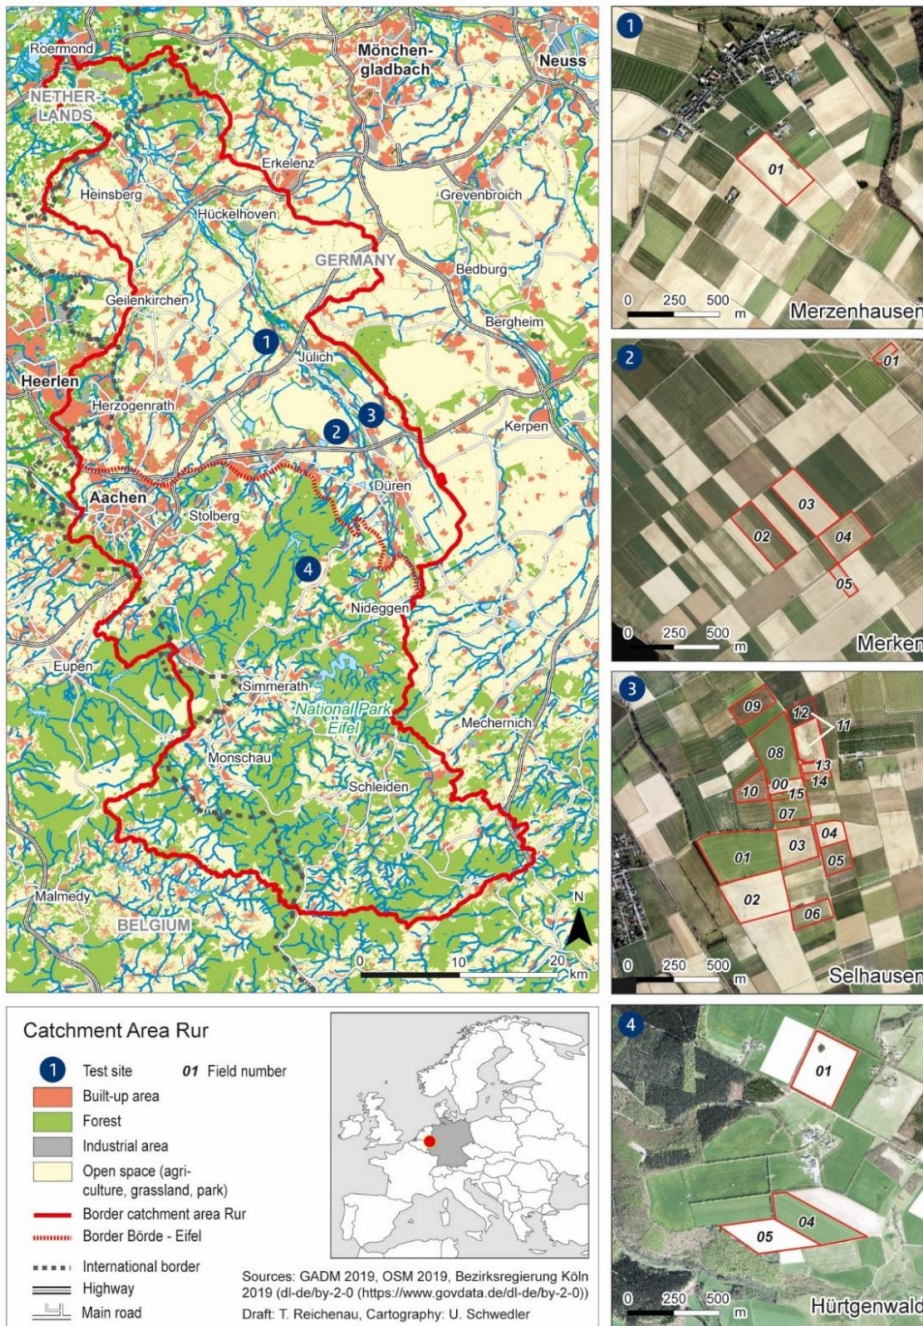 Roermond
Mönchen-
gladbach
Neuss
NETHER-
LANDS
Erkelenz
Heinsberg
Grevenbroich
Hückelhoven
GERMANY
Bedburg
Geilenkirchen
Bergheim
1
Jülich
Heerlen
Herzogenrath
3
2
Kerpen
Aachen
Düren
Stolberg
4
Nideggen
Eupen
Simmerath
National Park
Eifel
Mechernich
Monschau
Schleiden
Malmedy
BELGIUM
N
0 10 20
km
1
01
0 250 500
m
Merzenhausen
2
01
03
02
04
05
0 250 500
m
Merken
3
09
12
11
08
13
10
00
14
15
07
04
01
03
05
02
06
0 250 500
m
Selhausen
4
01
04
05
0 250 500
m
Hürtgenwald
Catchment Area Rur
1 Test site 01 Field number
Built-up area
Forest
Industrial area
Open space (agri-
culture, grassland, park)
Border catchment area Rur
Border Börde - Eifel
International border
Highway
Main road
Sources: GADM 2019, OSM 2019, Bezirksregierung Köln
2019 (dl-de/by-2-0 (https://www.govdata.de/dl-de/by-2-0))
Draft: T. Reichenau, Cartography: U. Schwedler